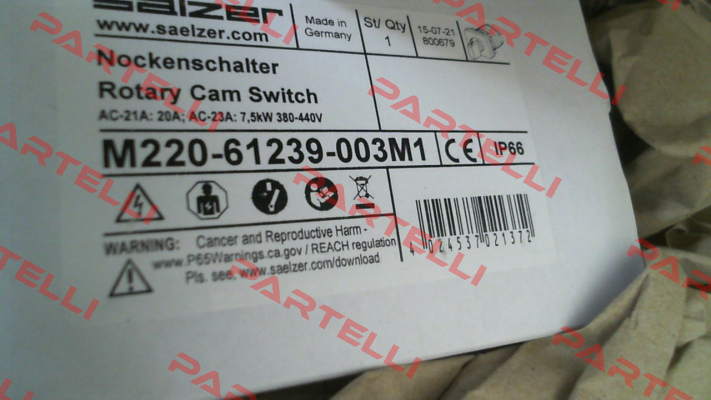 saelzer
www.saelzer.com
Made in
Germany
St/ Qty
1
15-07-21
800679
Nockenschalter
Rotary Cam Switch
AC-21A: 20A; AC-23A: 7,5kW 380-440V
M220-61239-003M1
CE
IP66
WARNING: Cancer and Reproductive Harm -
www.P65Warnings.ca.gov / REACH regulation
Pls. see: www.saelzer.com/download
4 024537 021372
PARTELLI
PARTELLI
PARTELLI
PARTELLI
PARTELLI
PARTELLI